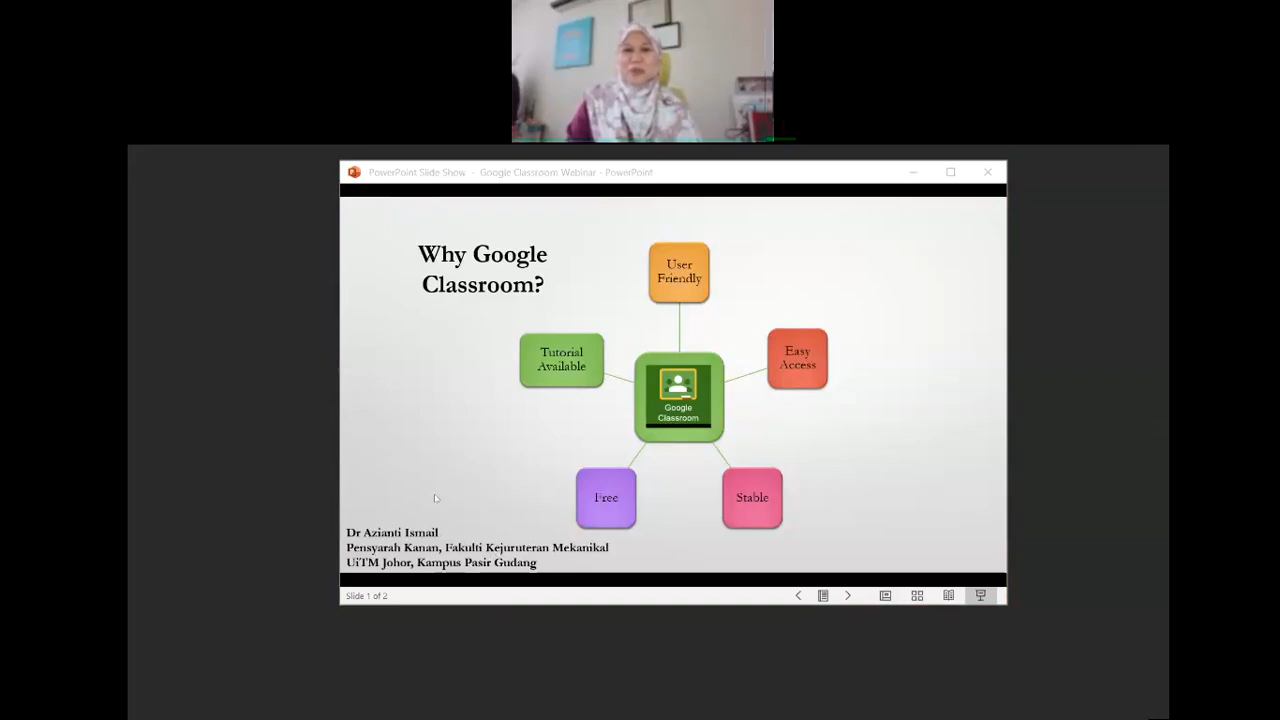 PowerPoint Slide Show - Google Classroom Webinar - PowerPoint
Why Google
Classroom?
User
Friendly
Tutorial
Available
Easy
Access
Google
Classroom
Free
Stable
Dr Azianti Ismail
Pensyarah Kanan, Fakulti Kejuruteran Mekanikal
UiTM Johor, Kampus Pasir Gudang
Slide 1 of 2